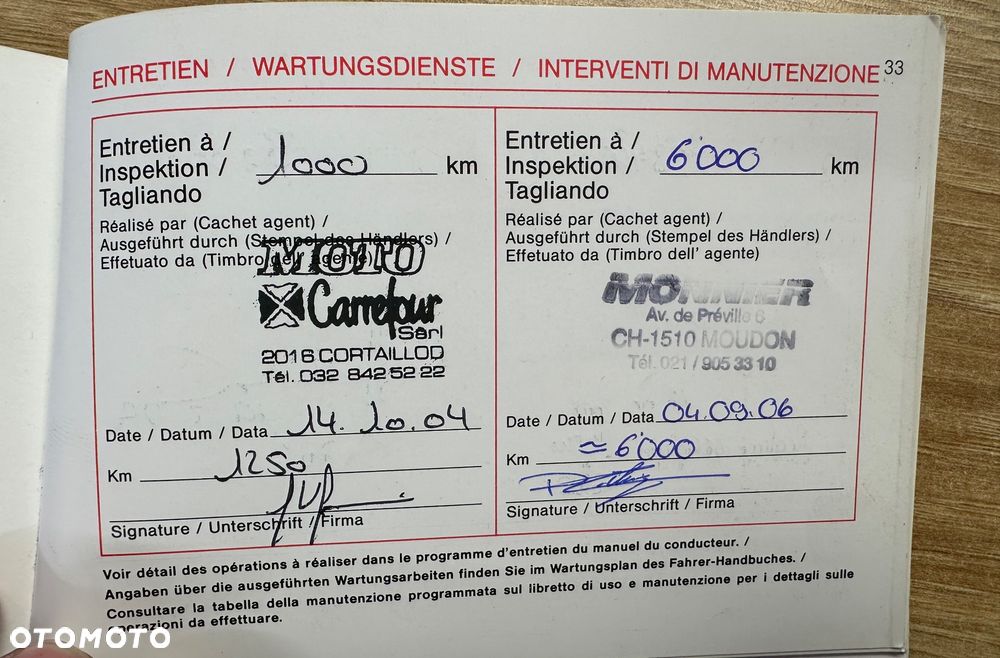 ENTRETIEN / WARTUNGSDIENSTE / INTERVENTI DI MANUTENZIONE 33
Entretien à /
Inspektion / 1000 km
Tagliando
Réalisé par (Cachet agent) /
Ausgeführt durch (Stempel des Händlers) /
Effetuato da (Timbro dell' agente)
MOTO
Carrefour
Sàrl
2016 CORTAILLOD
Tél. 032 842 52 22
Date / Datum / Data 14.10.04
Km 1250
Signature / Unterschrift / Firma
Entretien à /
Inspektion / 6'000 km
Tagliando
Réalisé par (Cachet agent) /
Ausgeführt durch (Stempel des Händlers) /
Effetuato da (Timbro dell' agente)
MONNIER
Av. de Préville 6
CH-1510 MOUDON
Tél. 021 / 905 33 10
Date / Datum / Data 04.09.06
Km ≈ 6'000
Signature / Unterschrift / Firma
Voir détail des opérations à réaliser dans le programme d'entretien du manuel du conducteur. /
Angaben über die ausgeführten Wartungsarbeiten finden Sie im Wartungsplan des Fahrer-Handbuches. /
Consultare la tabella della manutenzione programmata sul libretto di uso e manutenzione per i dettagli sulle
operazioni da effettuare.
OTOMOTO